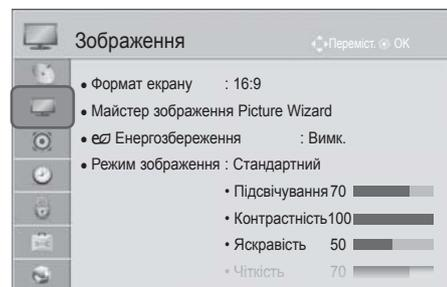 Зображення
Переміст. OK
• Формат екрану : 16:9
• Майстер зображення Picture Wizard
• Енергозбереження : Вимк.
• Режим зображення : Стандартний
• Підсвічування 70
• Контрастність 100
• Яскравість 50
• Чіткість 70